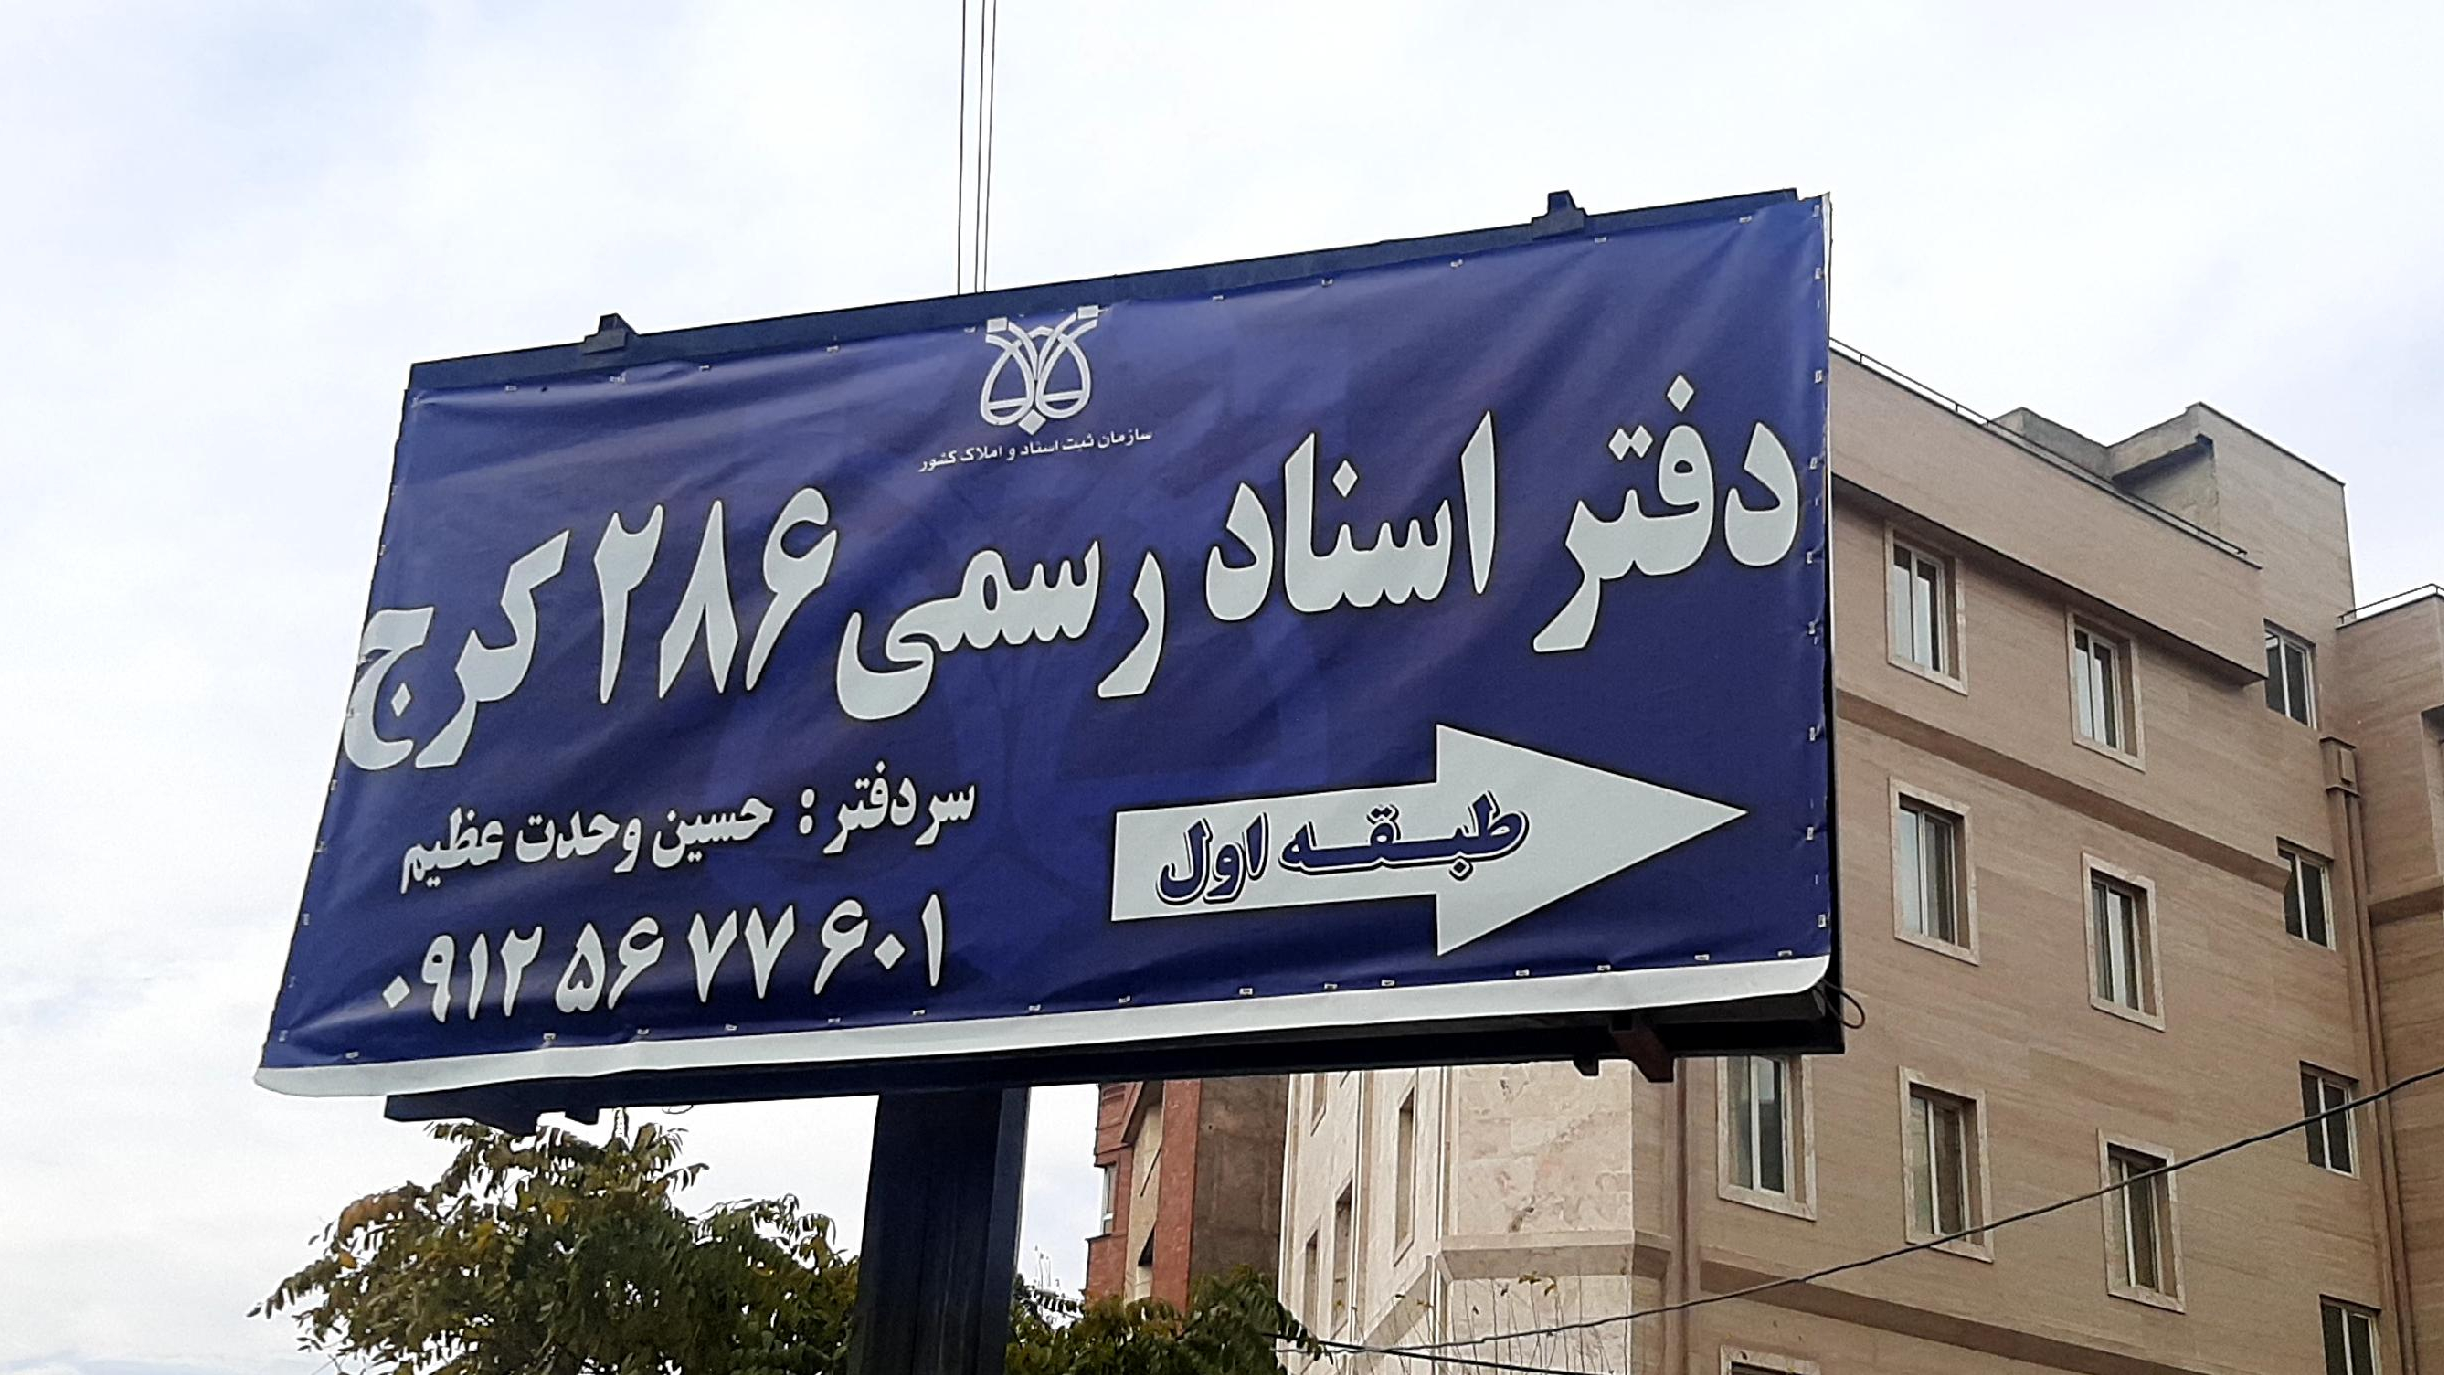 سازمان ثبت اسناد و املاک کشور
دفتر اسناد رسمی ۲۸۶ کرج
طبقه اول
سردفتر : حسین وحدت عظیم
۰۹۱۲ ۵۶ ۷۷ ۶۰۱